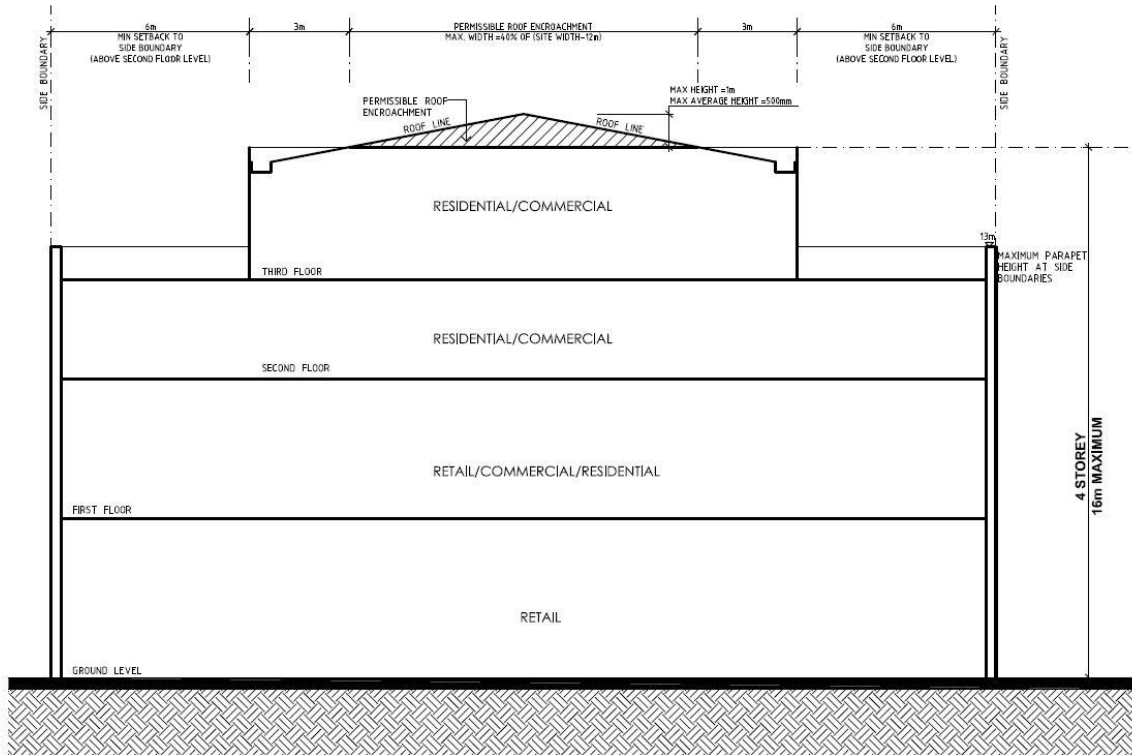 6m
MIN SETBACK TO
SIDE BOUNDARY
(ABOVE SECOND FLOOR LEVEL)
3m
PERMISSIBLE ROOF ENCROACHMENT
MAX. WIDTH =40% OF (SITE WIDTH-12m)
3m
6m
MIN SETBACK TO
SIDE BOUNDARY
(ABOVE SECOND FLOOR LEVEL)
SIDE BOUNDARY
SIDE BOUNDARY
MAX HEIGHT =1m
MAX AVERAGE HEIGHT =500mm
PERMISSIBLE ROOF
ENCROACHMENT
ROOF LINE
ROOF LINE
RESIDENTIAL/COMMERCIAL
13m
MAXIMUM PARAPET
HEIGHT AT SIDE
BOUNDARIES
THIRD FLOOR
RESIDENTIAL/COMMERCIAL
SECOND FLOOR
RETAIL/COMMERCIAL/RESIDENTIAL
4 STOREY
16m MAXIMUM
FIRST FLOOR
RETAIL
GROUND LEVEL